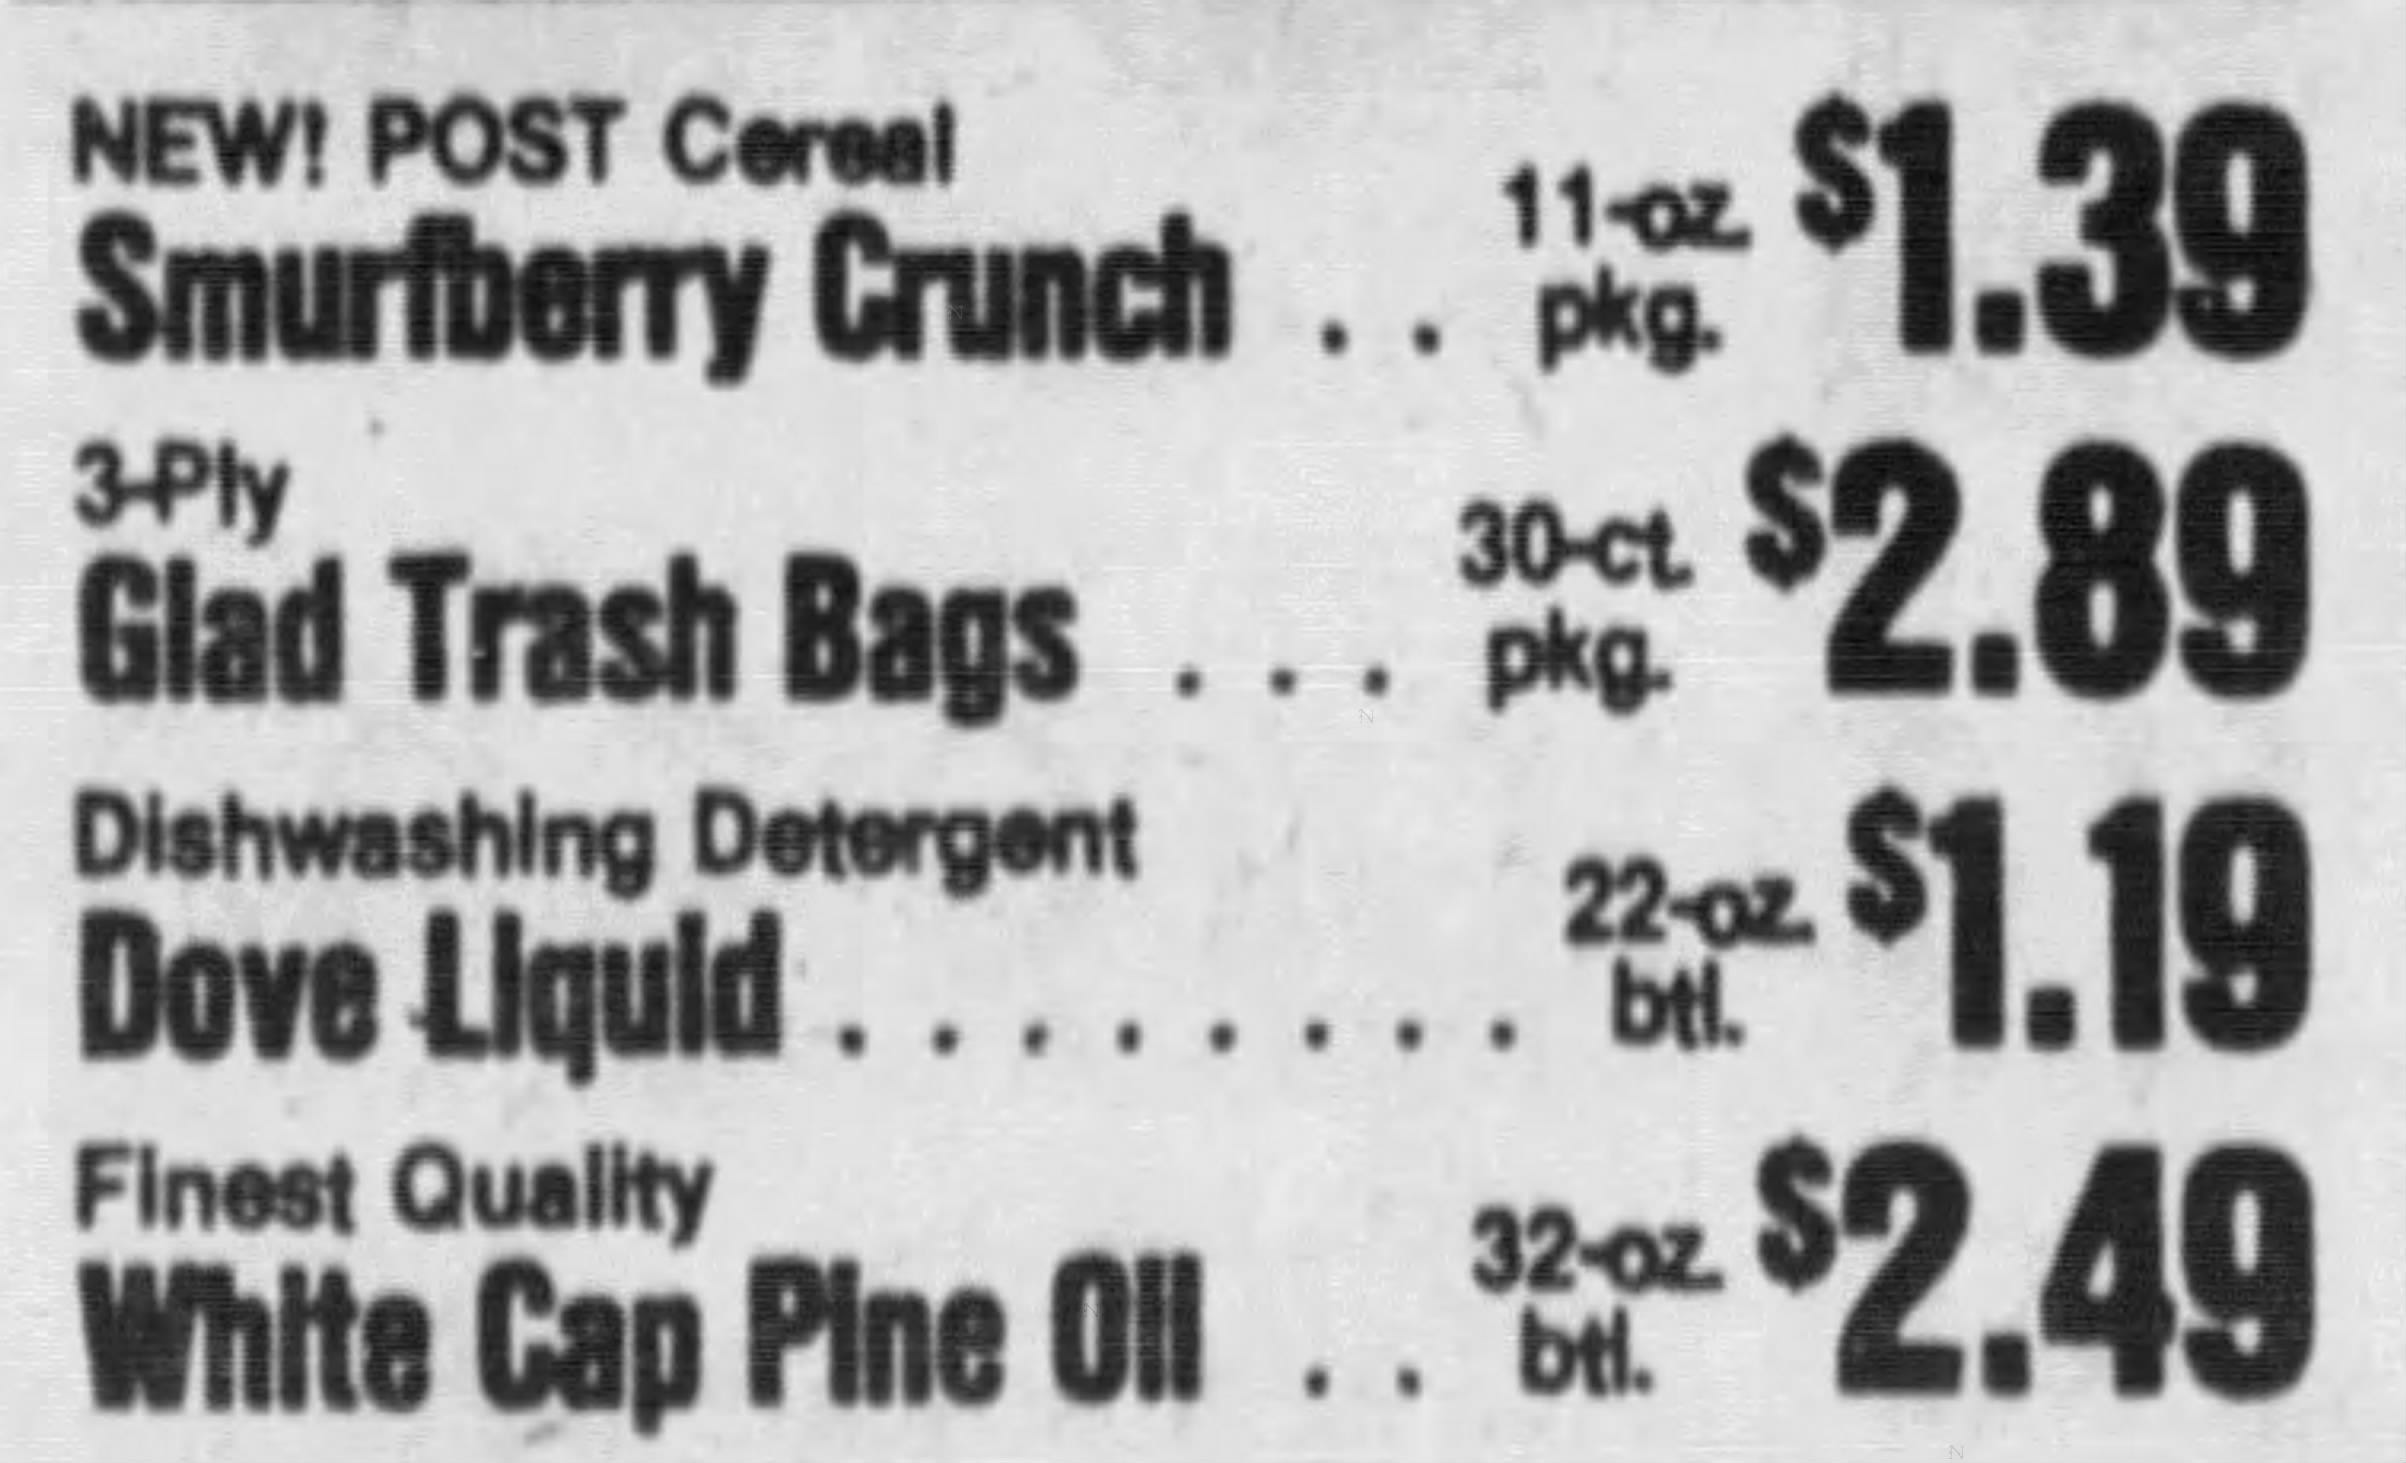 NEW! POST Cereal
Smurfberry Crunch . . 11-oz. pkg. $1.39
3-Ply
Glad Trash Bags . . . 30-ct. pkg. $2.89
Dishwashing Detergent
Dove Liquid . . . . . . . . 22-oz. btl. $1.19
Finest Quality
White Cap Pine Oil . . 32-oz. btl. $2.49